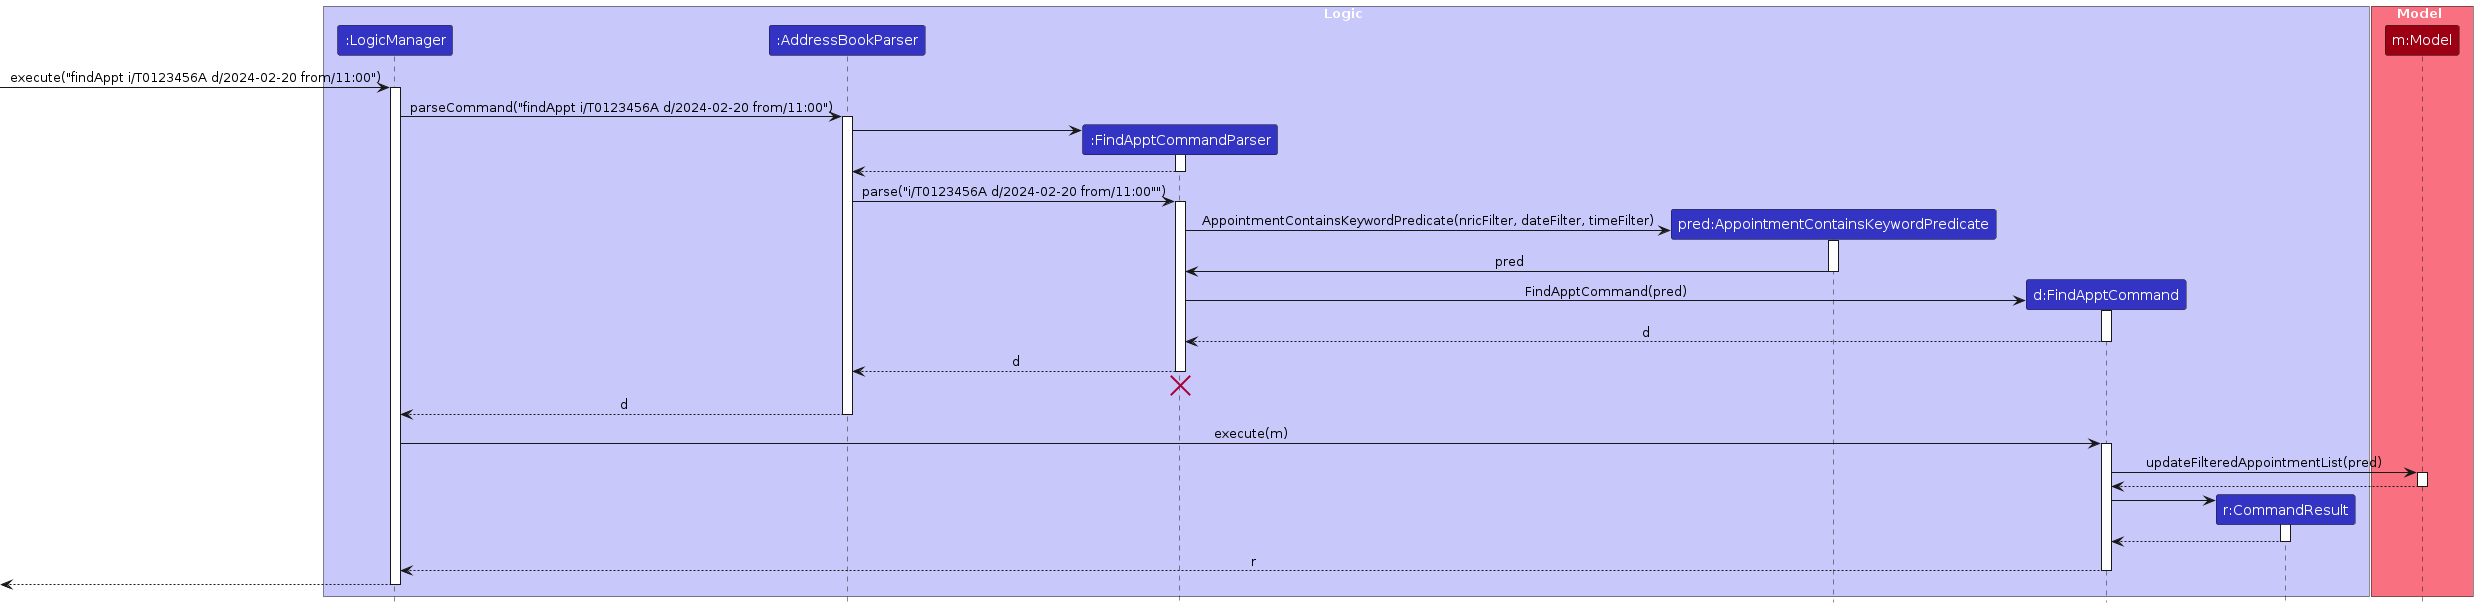 Logic
Model
:LogicManager
:AddressBookParser
m:Model
execute("findAppt i/T0123456A d/2024-02-20 from/11:00")
parseCommand("findAppt i/T0123456A d/2024-02-20 from/11:00")
:FindApptCommandParser
parse("i/T0123456A d/2024-02-20 from/11:00"")
AppointmentContainsKeywordPredicate(nricFilter, dateFilter, timeFilter)
pred:AppointmentContainsKeywordPredicate
pred
FindApptCommand(pred)
d:FindApptCommand
d
d
d
execute(m)
updateFilteredAppointmentList(pred)
r:CommandResult
r